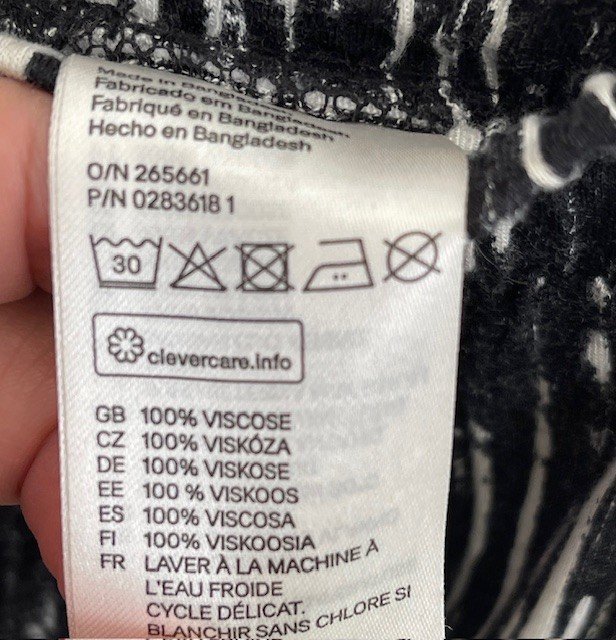 Made in Bangladesh
Fabricado em Bangladesh
Fabriqué en Bangladesh
Hecho en Bangladesh
O/N 265661
P/N 0283618 1
30
clevercare.info
GB 100% VISCOSE
CZ 100% VISKÓZA
DE 100% VISKOSE
EE 100 % VISKOOS
ES 100% VISCOSA
FI 100% VISKOOSIA
FR LAVER À LA MACHINE À
L'EAU FROIDE
CYCLE DÉLICAT.
BLANCHIR SANS CHLORE SI